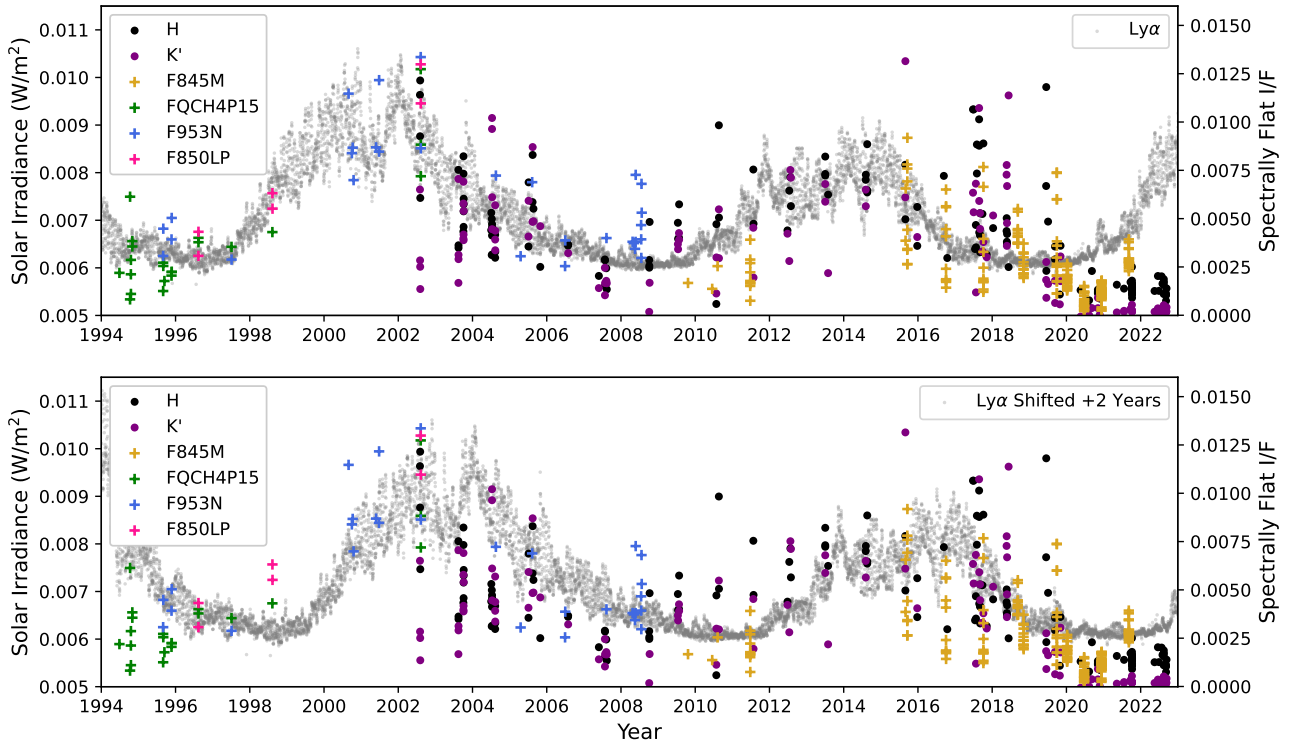 0.011
0.010
0.009
0.008
0.007
0.006
0.005
Solar Irradiance (W/m²)
H
K'
F845M
FQCH4P15
F953N
F850LP
Lyα
0.0150
0.0125
0.0100
0.0075
0.0050
0.0025
0.0000
Spectrally Flat I/F
1994 1996 1998 2000 2002 2004 2006 2008 2010 2012 2014 2016 2018 2020 2022
0.011
0.010
0.009
0.008
0.007
0.006
0.005
Solar Irradiance (W/m²)
H
K'
F845M
FQCH4P15
F953N
F850LP
Lyα Shifted +2 Years
0.0150
0.0125
0.0100
0.0075
0.0050
0.0025
0.0000
Spectrally Flat I/F
1994 1996 1998 2000 2002 2004 2006 2008 2010 2012 2014 2016 2018 2020 2022
Year